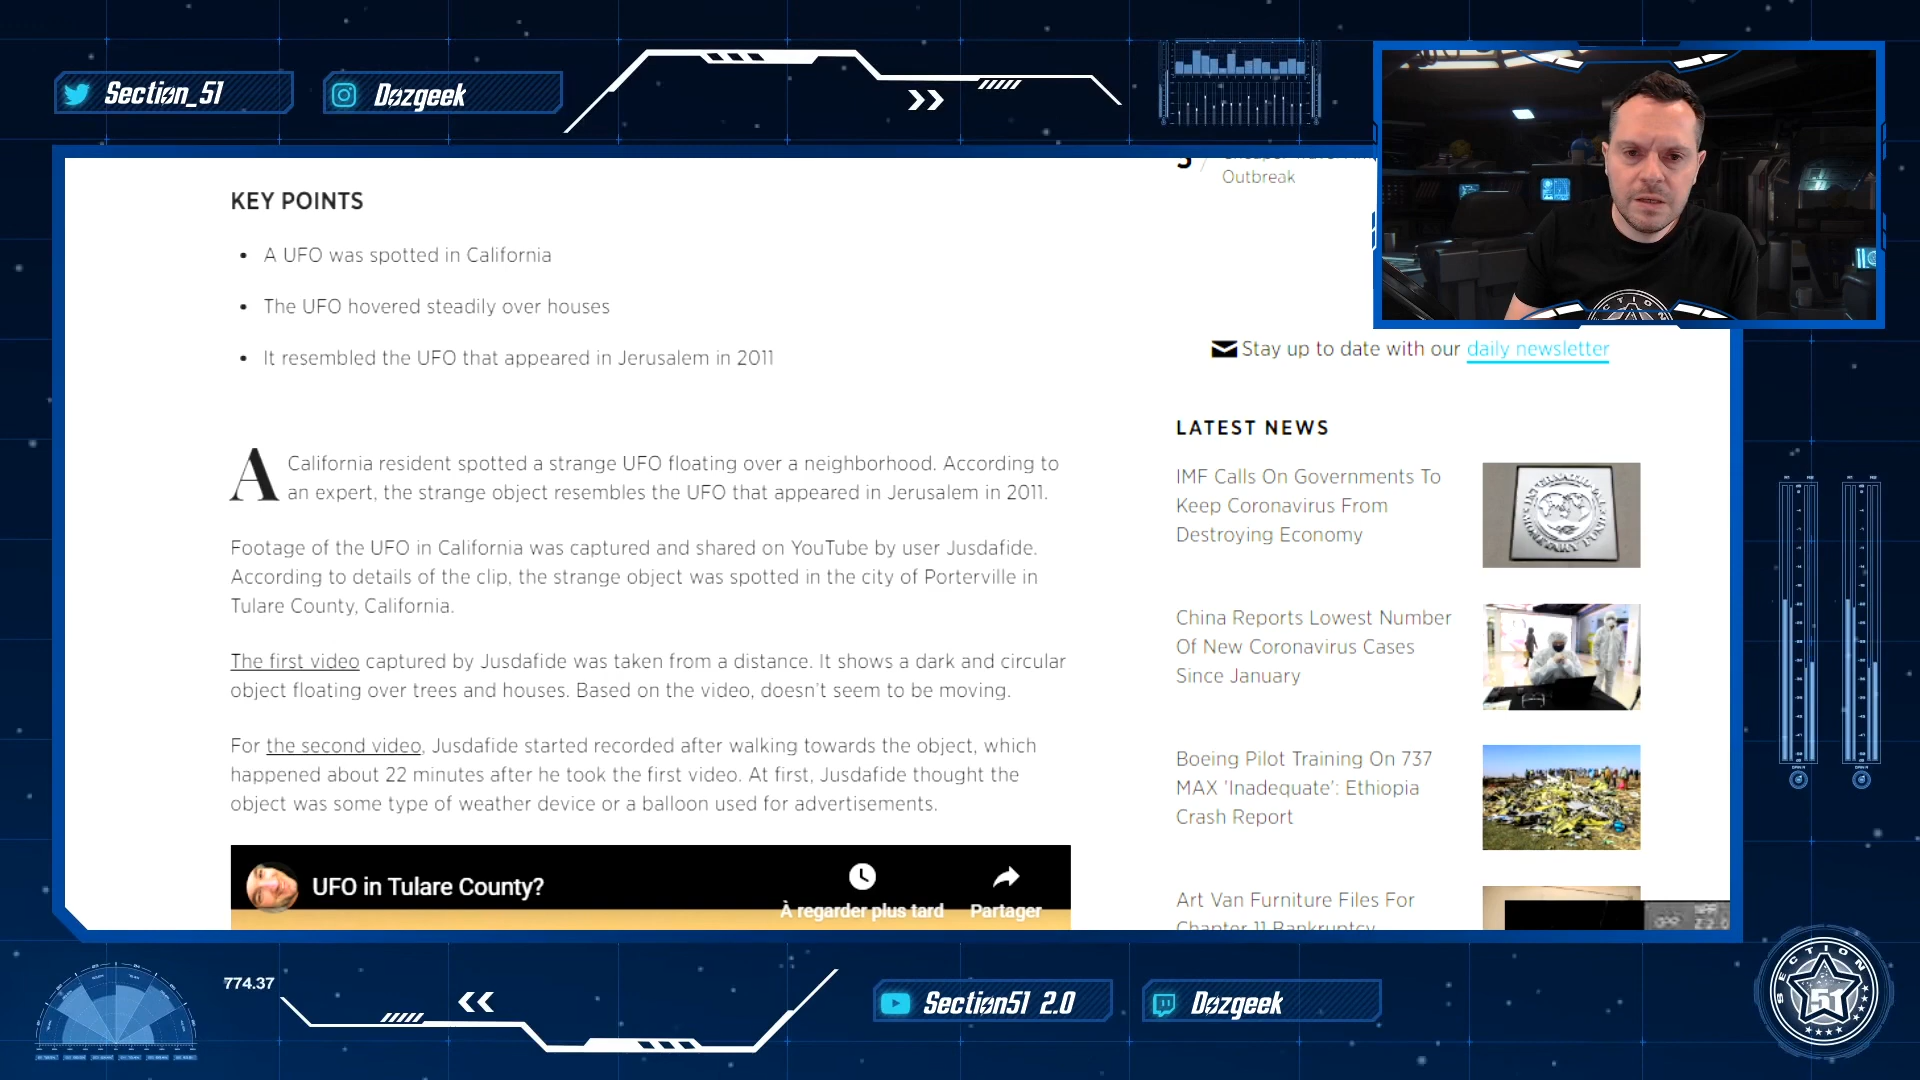 Section_51
Dozgeek
KEY POINTS
• A UFO was spotted in California
• The UFO hovered steadily over houses
• It resembled the UFO that appeared in Jerusalem in 2011
A California resident spotted a strange UFO floating over a neighborhood. According to
an expert, the strange object resembles the UFO that appeared in Jerusalem in 2011.
Footage of the UFO in California was captured and shared on YouTube by user Jusdafide.
According to details of the clip, the strange object was spotted in the city of Porterville in
Tulare County, California.
The first video captured by Jusdafide was taken from a distance. It shows a dark and circular
object floating over trees and houses. Based on the video, doesn't seem to be moving.
For the second video, Jusdafide started recorded after walking towards the object, which
happened about 22 minutes after he took the first video. At first, Jusdafide thought the
object was some type of weather device or a balloon used for advertisements.
UFO in Tulare County?
À regarder plus tard
Partager
Outbreak
Stay up to date with our daily newsletter
LATEST NEWS
IMF Calls On Governments To
Keep Coronavirus From
Destroying Economy
China Reports Lowest Number
Of New Coronavirus Cases
Since January
Boeing Pilot Training On 737
MAX 'Inadequate': Ethiopia
Crash Report
Art Van Furniture Files For
Chapter 11 Bankruptcy
774.37
Section51 2.0
Dozgeek
SECTION
51